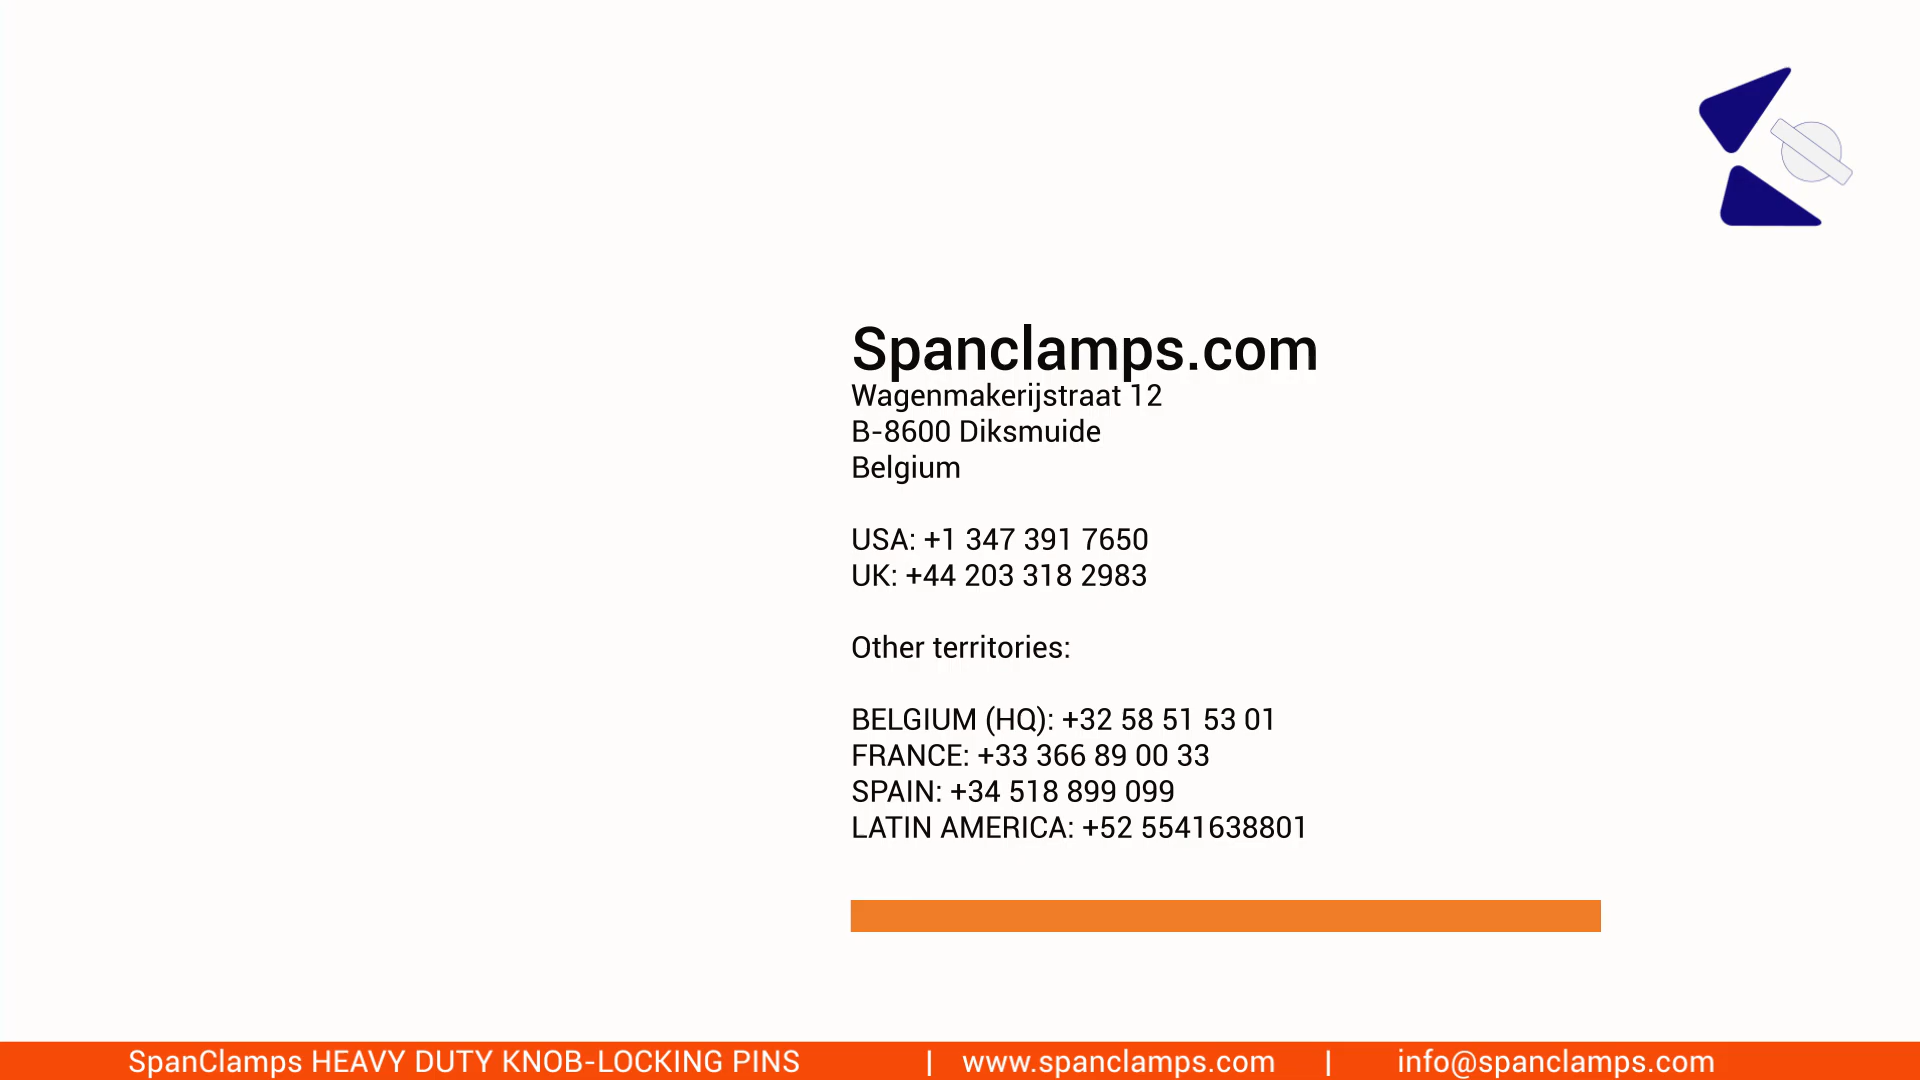 Spanclamps.com
Wagenmakerijstraat 12
B-8600 Diksmuide
Belgium
USA: +1 347 391 7650
UK: +44 203 318 2983
Other territories:
BELGIUM (HQ): +32 58 51 53 01
FRANCE: +33 366 89 00 33
SPAIN: +34 518 899 099
LATIN AMERICA: +52 5541638801
SpanClamps HEAVY DUTY KNOB-LOCKING PINS | www.spanclamps.com | info@spanclamps.com